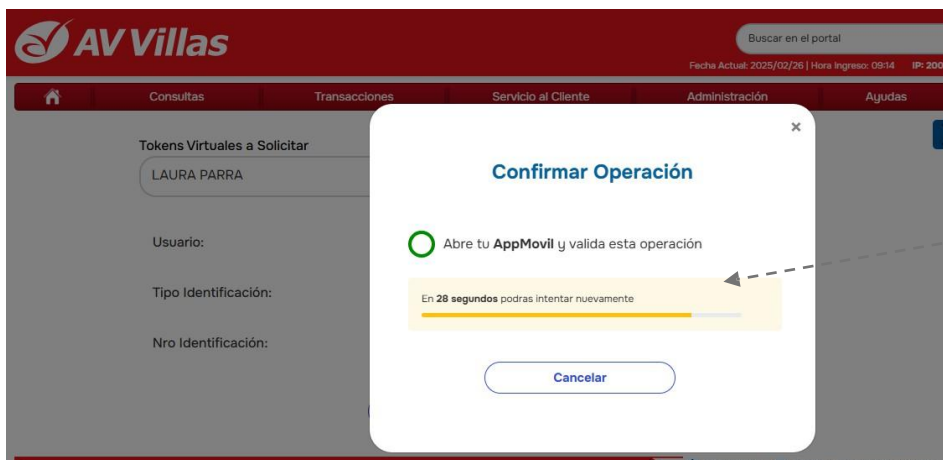 AV Villas
Buscar en el portal
Fecha Actual: 2025/02/26 | Hora Ingreso: 09:14 IP: 200
Consultas Transacciones Servicio al Cliente Administración Ayudas
Tokens Virtuales a Solicitar
LAURA PARRA
Usuario:
Tipo Identificación:
Nro Identificación:
×
Confirmar Operación
Abre tu AppMovil y valida esta operación
En 28 segundos podras intentar nuevamente
Cancelar